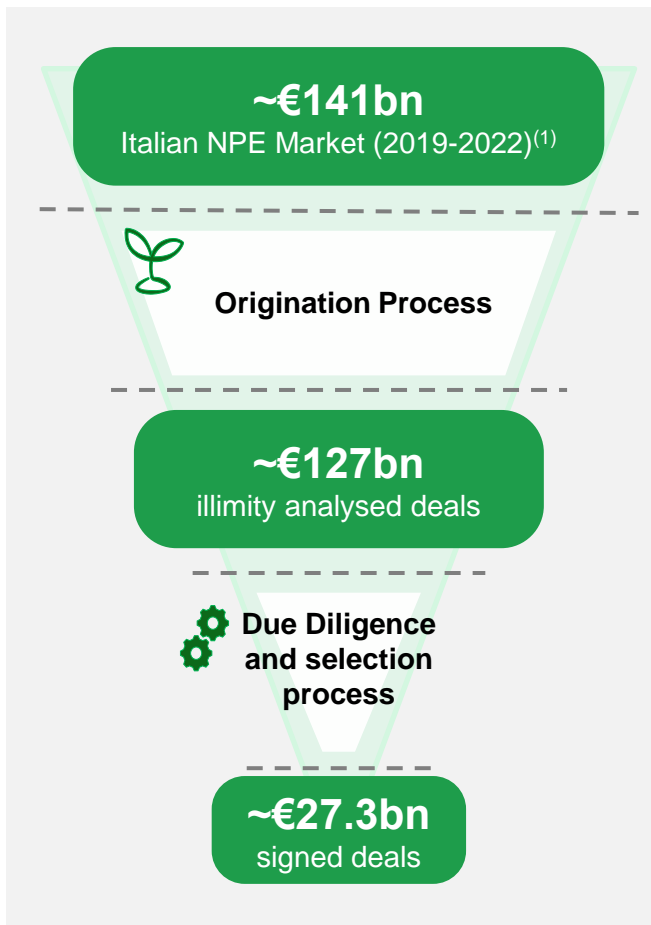 ~€141bn
Italian NPE Market (2019-2022)(1)
Origination Process
~€127bn
illimity analysed deals
Due Diligence
and selection
process
~€27.3bn
signed deals